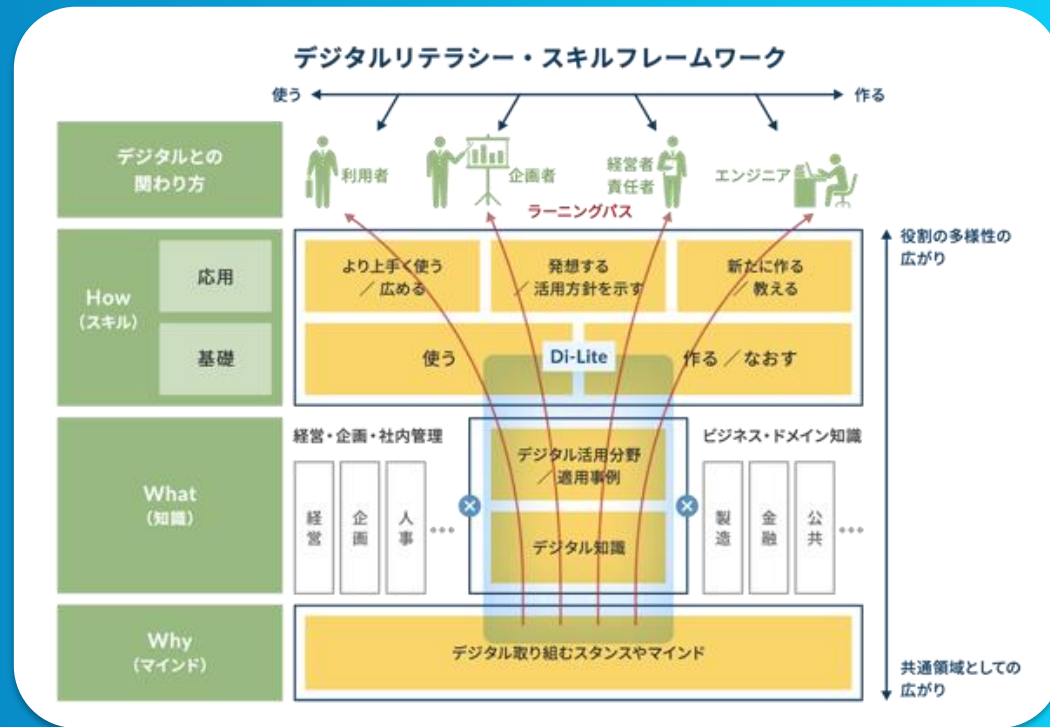 デジタルリテラシー・スキルフレームワーク
使う
作る
デジタルとの
関わり方
利用者
企画者
経営者
責任者
エンジニア
ラーニングパス
役割の多様性の
広がり
How
(スキル)
応用
より上手く使う
／ 広める
発想する
／ 活用方針を示す
新たに作る
／ 教える
基礎
使う
Di-Lite
作る ／ なおす
What
(知識)
経営・企画・社内管理
経営
企画
人事
•••
デジタル活用分野
／ 適用事例
デジタル知識
ビジネス・ドメイン知識
製造
金融
公共
•••
Why
(マインド)
デジタル取り組むスタンスやマインド
共通領域としての
広がり